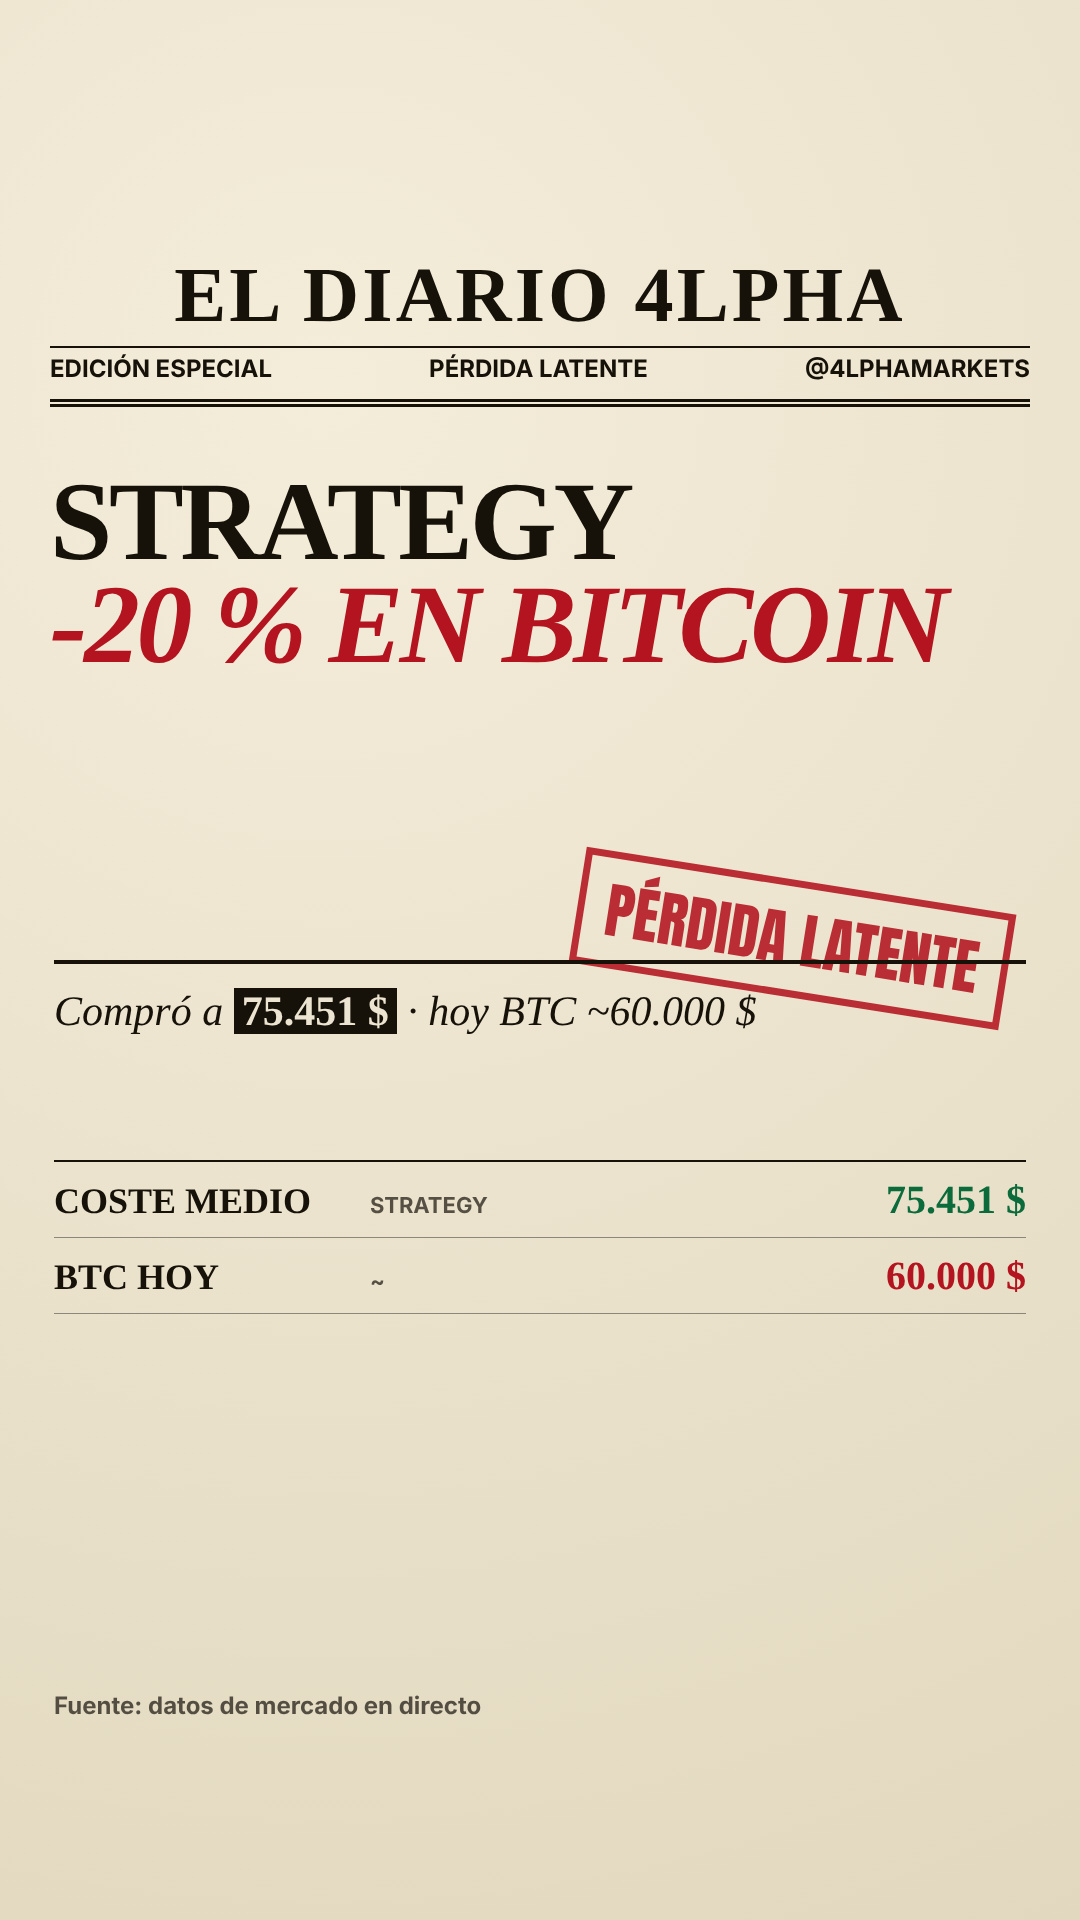 EL DIARIO 4LPHA
EDICIÓN ESPECIAL PÉRDIDA LATENTE @4LPHAMARKETS
STRATEGY
-20 % EN BITCOIN
PÉRDIDA LATENTE
Compró a 75.451 $ · hoy BTC ~60.000 $
COSTE MEDIO STRATEGY 75.451 $
BTC HOY ~ 60.000 $
Fuente: datos de mercado en directo